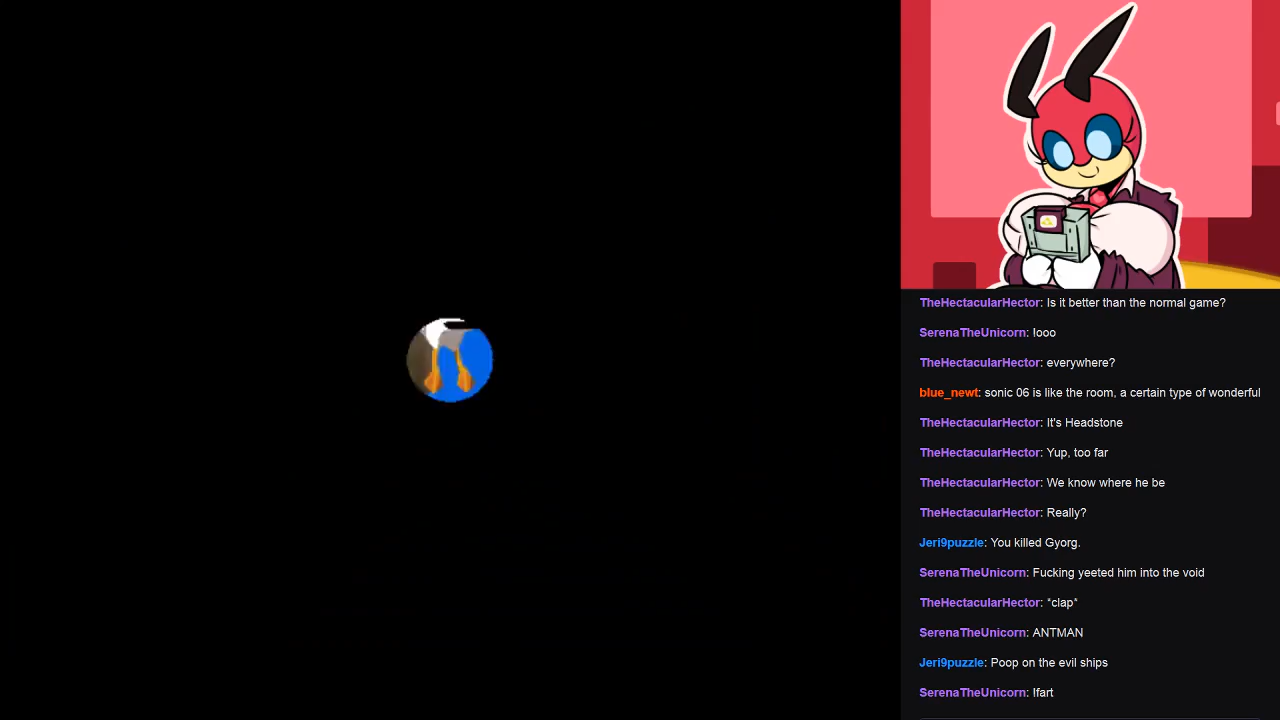 TheHectacularHector: Is it better than the normal game?
SerenaTheUnicorn: !ooo
TheHectacularHector: everywhere?
blue_newt: sonic 06 is like the room, a certain type of wonderful
TheHectacularHector: It's Headstone
TheHectacularHector: Yup, too far
TheHectacularHector: We know where he be
TheHectacularHector: Really?
Jeri9puzzle: You killed Gyorg.
SerenaTheUnicorn: Fucking yeeted him into the void
TheHectacularHector: *clap*
SerenaTheUnicorn: ANTMAN
Jeri9puzzle: Poop on the evil ships
SerenaTheUnicorn: !fart